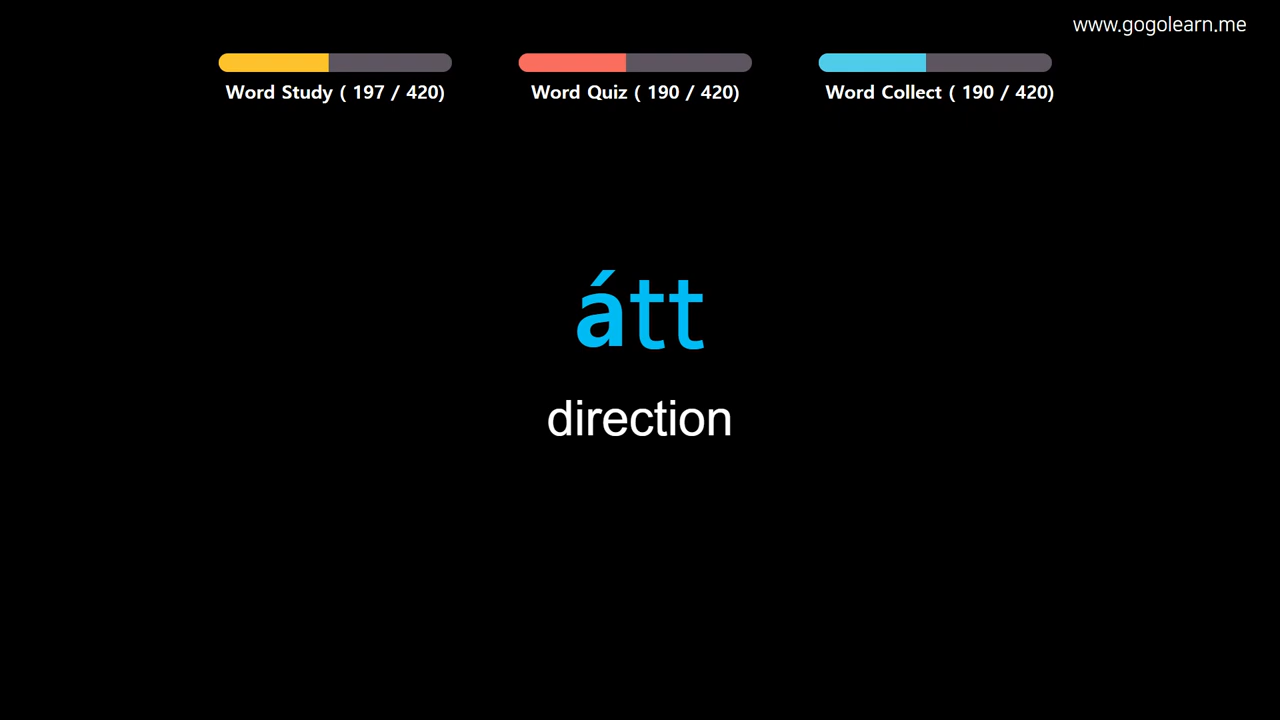 www.gogolearn.me
Word Study ( 197 / 420)
Word Quiz ( 190 / 420)
Word Collect ( 190 / 420)
átt
direction